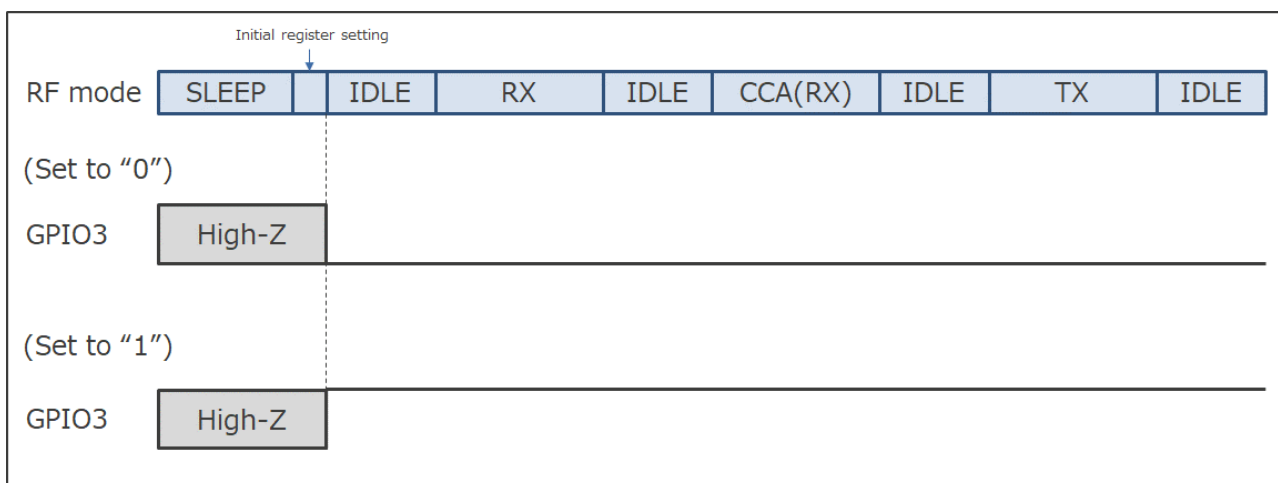 Initial register setting
RF mode SLEEP IDLE RX IDLE CCA(RX) IDLE TX IDLE
(Set to “0”)
GPIO3 High-Z
(Set to “1”)
GPIO3 High-Z